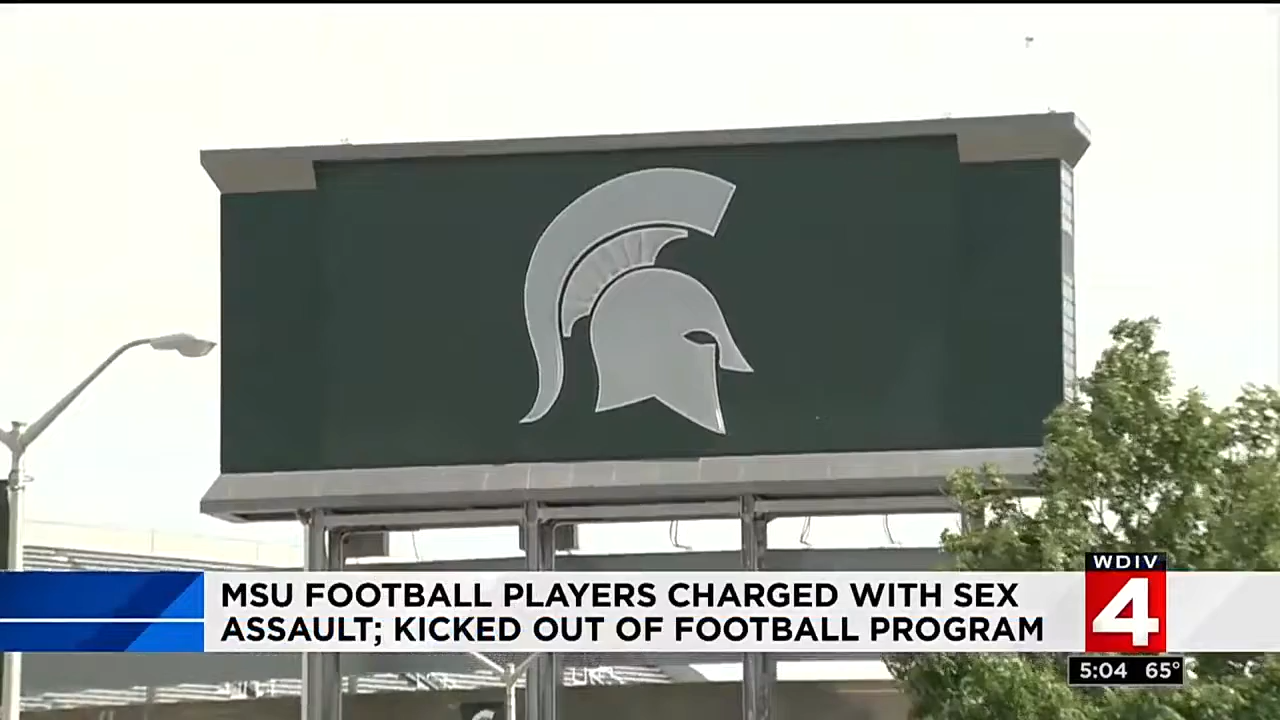 MSU FOOTBALL PLAYERS CHARGED WITH SEX
ASSAULT; KICKED OUT OF FOOTBALL PROGRAM
WDIV
4
5:04 65°